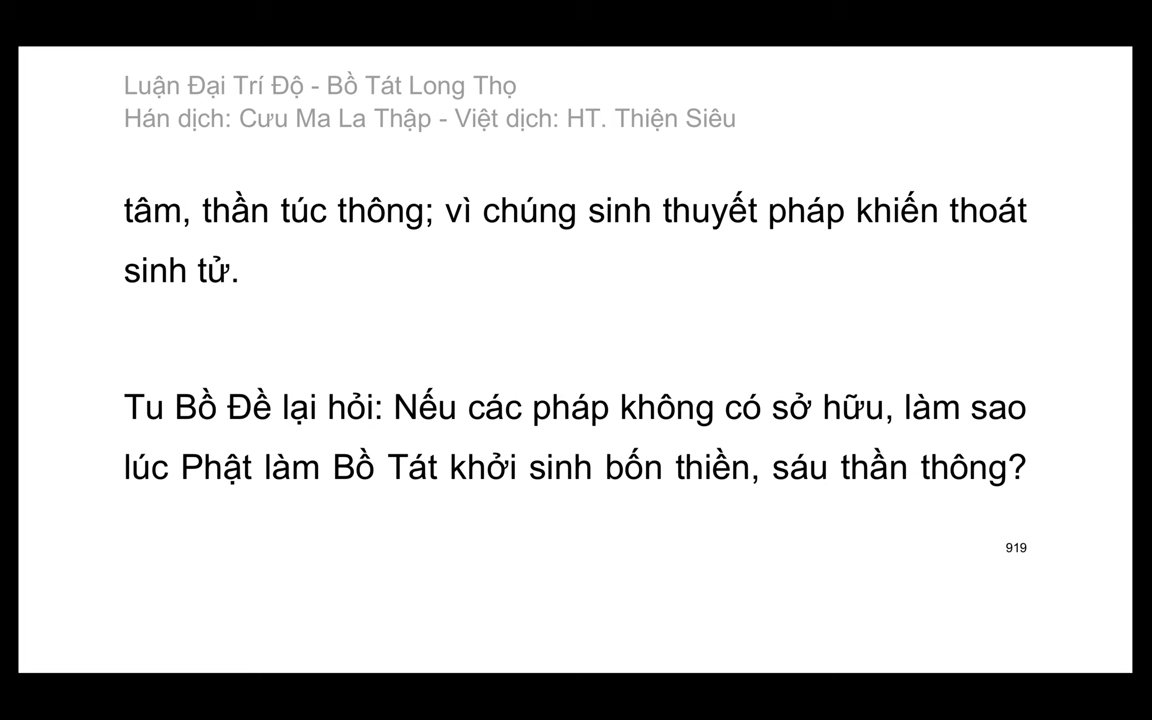 Luận Đại Trí Độ - Bồ Tát Long Thọ
Hán dịch: Cưu Ma La Thập - Việt dịch: HT. Thiện Siêu
tâm, thần túc thông; vì chúng sinh thuyết pháp khiến thoát
sinh tử.
Tu Bồ Đề lại hỏi: Nếu các pháp không có sở hữu, làm sao
lúc Phật làm Bồ Tát khởi sinh bốn thiền, sáu thần thông?
919